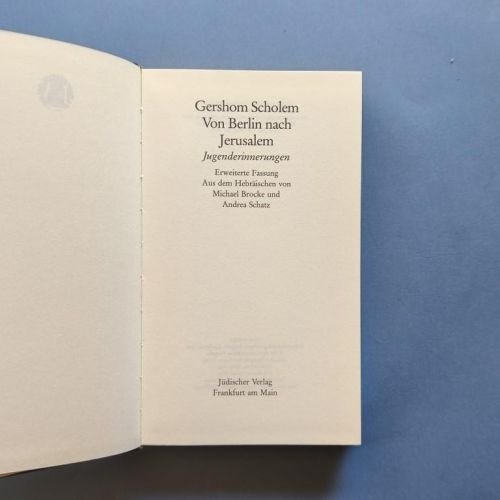 Gershom Scholem
Von Berlin nach
Jerusalem
Jugenderinnerungen
Erweiterte Fassung
Aus dem Hebräischen von
Michael Brocke und
Andrea Schatz
Jüdischer Verlag
Frankfurt am Main